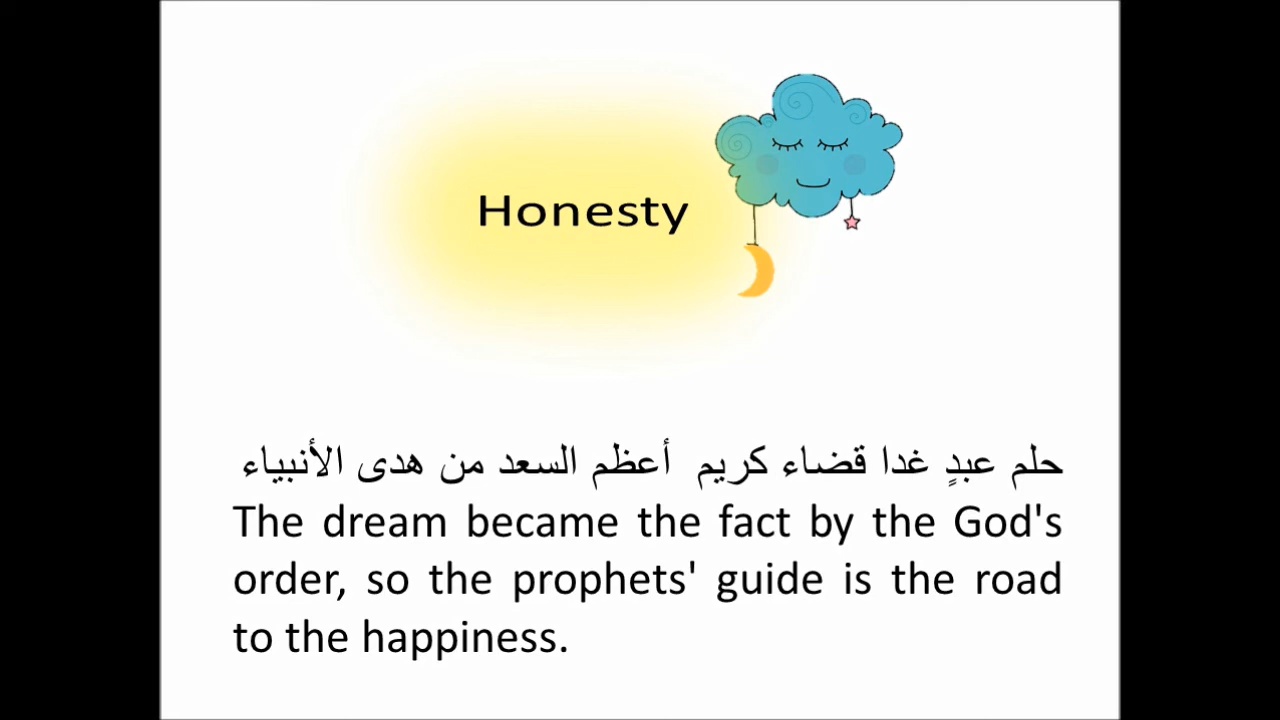 Honesty
حلم عبدٍ غدا قضاء كريم أعظم السعد من هدى الأنبياء
The dream became the fact by the God's
order, so the prophets' guide is the road
to the happiness.